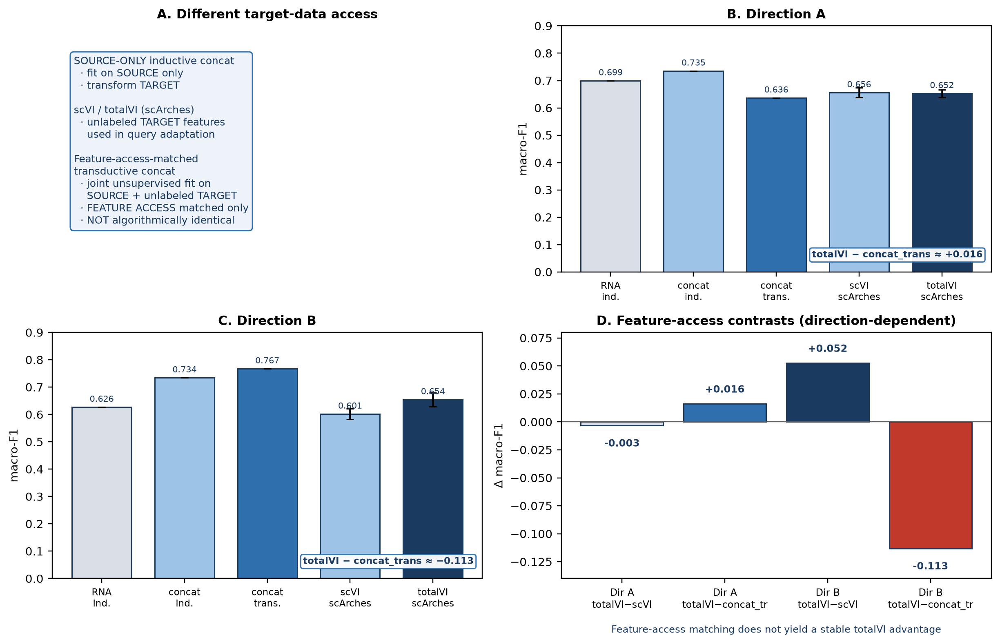 A. Different target-data access
SOURCE-ONLY inductive concat
· fit on SOURCE only
· transform TARGET
scVI / totalVI (scArches)
· unlabeled TARGET features
used in query adaptation
Feature-access-matched
transductive concat
· joint unsupervised fit on
SOURCE + unlabeled TARGET
· FEATURE ACCESS matched only
· NOT algorithmically identical
B. Direction A
macro-F1
0.9
0.8
0.7
0.6
0.5
0.4
0.3
0.2
0.1
0.0
0.699
0.735
0.636
0.656
0.652
totalVI − concat_trans ≈ +0.016
RNA
ind.
concat
ind.
concat
trans.
scVI
scArches
totalVI
scArches
C. Direction B
macro-F1
0.9
0.8
0.7
0.6
0.5
0.4
0.3
0.2
0.1
0.0
0.626
0.734
0.767
0.601
0.654
totalVI − concat_trans ≈ −0.113
RNA
ind.
concat
ind.
concat
trans.
scVI
scArches
totalVI
scArches
D. Feature-access contrasts (direction-dependent)
Δ macro-F1
0.075
0.050
0.025
0.000
−0.025
−0.050
−0.075
−0.100
−0.125
-0.003
+0.016
+0.052
-0.113
Dir A
totalVI−scVI
Dir A
totalVI−concat_tr
Dir B
totalVI−scVI
Dir B
totalVI−concat_tr
Feature-access matching does not yield a stable totalVI advantage